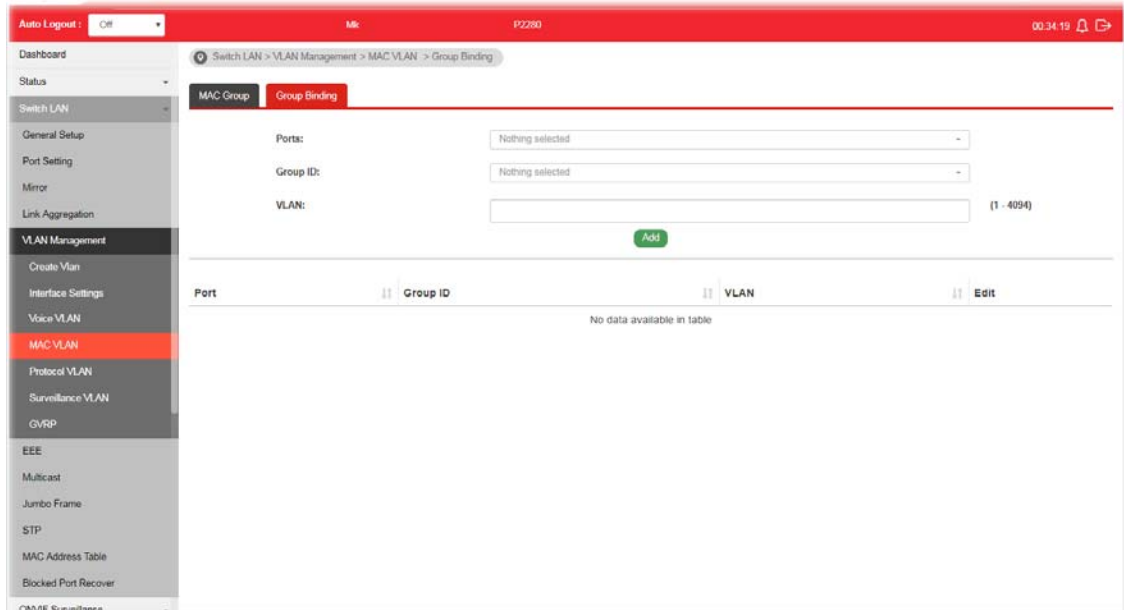 Auto Logout : Off Mk P2280 00:34:19
Dashboard
Status
Switch LAN
General Setup
Port Setting
Mirror
Link Aggregation
VLAN Management
Create Vlan
Interface Settings
Voice VLAN
MAC VLAN
Protocol VLAN
Surveillance VLAN
GVRP
EEE
Multicast
Jumbo Frame
STP
MAC Address Table
Blocked Port Recover
ONVIF Surveillance
Switch LAN > VLAN Management > MAC VLAN > Group Binding
MAC Group Group Binding
Ports: Nothing selected
Group ID: Nothing selected
VLAN: (1 - 4094)
Add
Port Group ID VLAN Edit
No data available in table